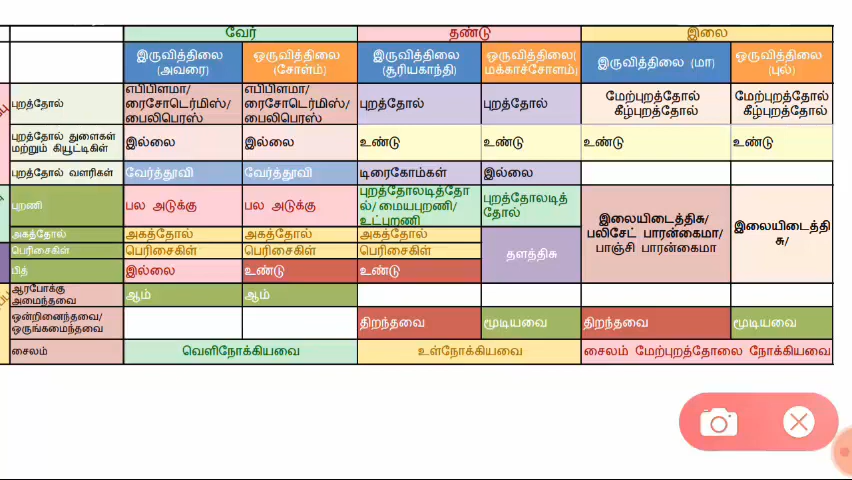 வேர் தண்டு இலை
இருவித்திலை (அவரை) ஒருவித்திலை (சோளம்) இருவித்திலை (சூரியகாந்தி) ஒருவித்திலை( மக்காச்சோளம்) இருவித்திலை (மா) ஒருவித்திலை (புல்)
புறத்தோல் எபிபிளமா/ ரைசோடெர்மிஸ்/ பைலிபெரஸ் எபிபிளமா/ ரைசோடெர்மிஸ்/ பைலிபெரஸ் புறத்தோல் புறத்தோல் மேற்புறத்தோல் கீழ்புறத்தோல் மேற்புறத்தோல் கீழ்புறத்தோல்
புறத்தோல் துளைகள் மற்றும் கியூட்டிகிள் இல்லை இல்லை உண்டு உண்டு உண்டு உண்டு
புறத்தோல் வளரிகள் வேர்த்தூவி வேர்த்தூவி டிரைகோம்கள் இல்லை
புறணி பல அடுக்கு பல அடுக்கு புறத்தோலடித்தோல்/ மையபுறணி/ உட்புறணி புறத்தோலடித்தோல் இலையிடைத்திசு/ பலிசேட் பாரன்கைமா/ பாஞ்சி பாரன்கைமா இலையிடைத்திசு/
அகத்தோல் அகத்தோல் அகத்தோல் அகத்தோல் தளத்திசு
பெரிசைகிள் பெரிசைகிள் பெரிசைகிள் பெரிசைகிள்
பித் இல்லை உண்டு உண்டு
ஆரபோக்கு அமைந்தவை ஆம் ஆம்
ஒன்றினைந்தவை/ ஒருங்கமைந்தவை திறந்தவை மூடியவை திறந்தவை மூடியவை
சைலம் வெளிநோக்கியவை உள்நோக்கியவை சைலம் மேற்புறத்தோலை நோக்கியவை